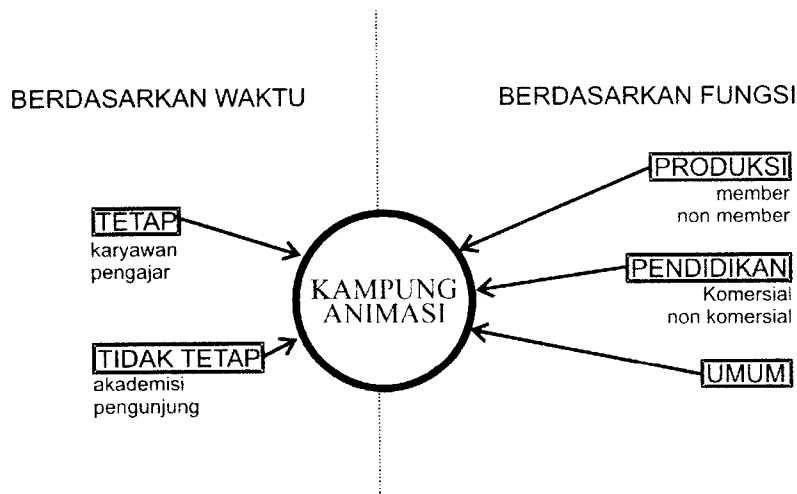 BERDASARKAN WAKTU
BERDASARKAN FUNGSI
TETAP
karyawan
pengajar
TIDAK TETAP
akademisi
pengunjung
KAMPUNG
ANIMASI
PRODUKSI
member
non member
PENDIDIKAN
Komersial
non komersial
UMUM